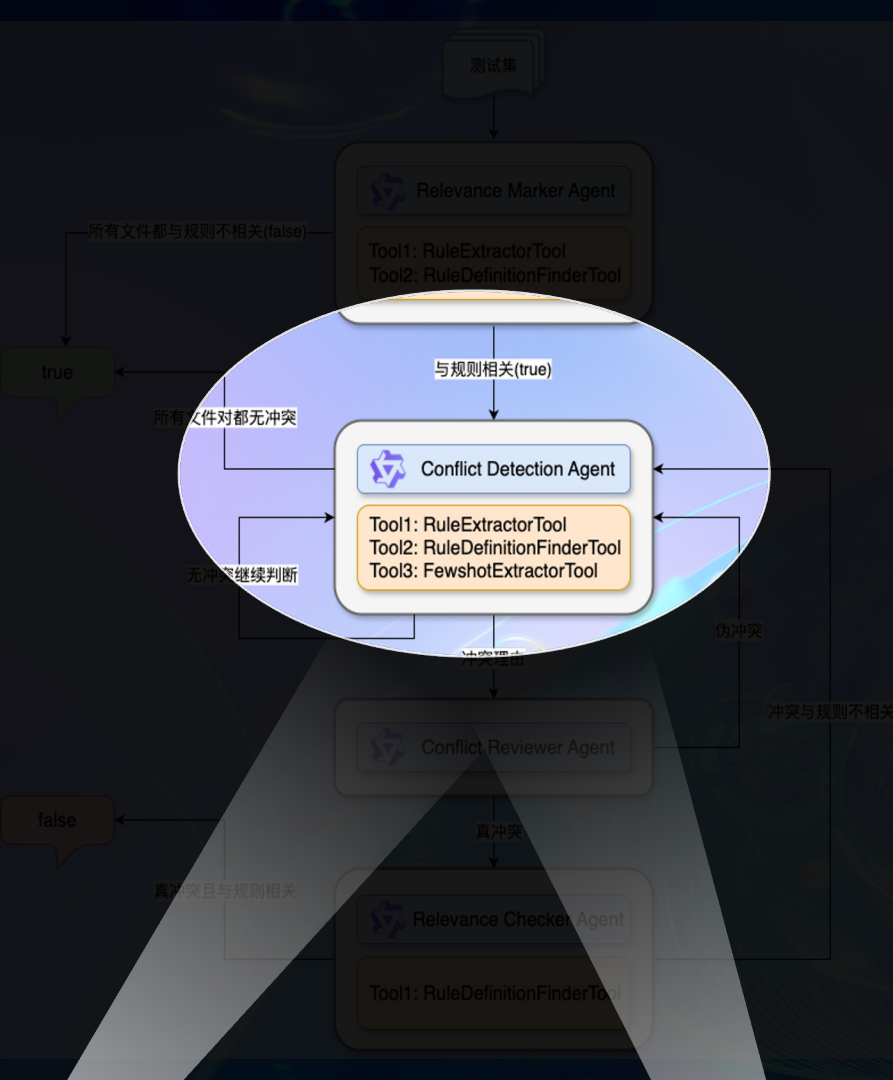 测试集
Relevance Marker Agent
所有文件都与规则不相关(false)
Tool1: RuleExtractorTool
Tool2: RuleDefinitionFinderTool
与规则相关(true)
true
所有文件对都无冲突
Conflict Detection Agent
Tool1: RuleExtractorTool
Tool2: RuleDefinitionFinderTool
Tool3: FewshotExtractorTool
无冲突继续判断
伪冲突
冲突理由
冲突与规则不相关
Conflict Reviewer Agent
false
真冲突
真冲突且与规则相关
Relevance Checker Agent
Tool1: RuleDefinitionFinderTool